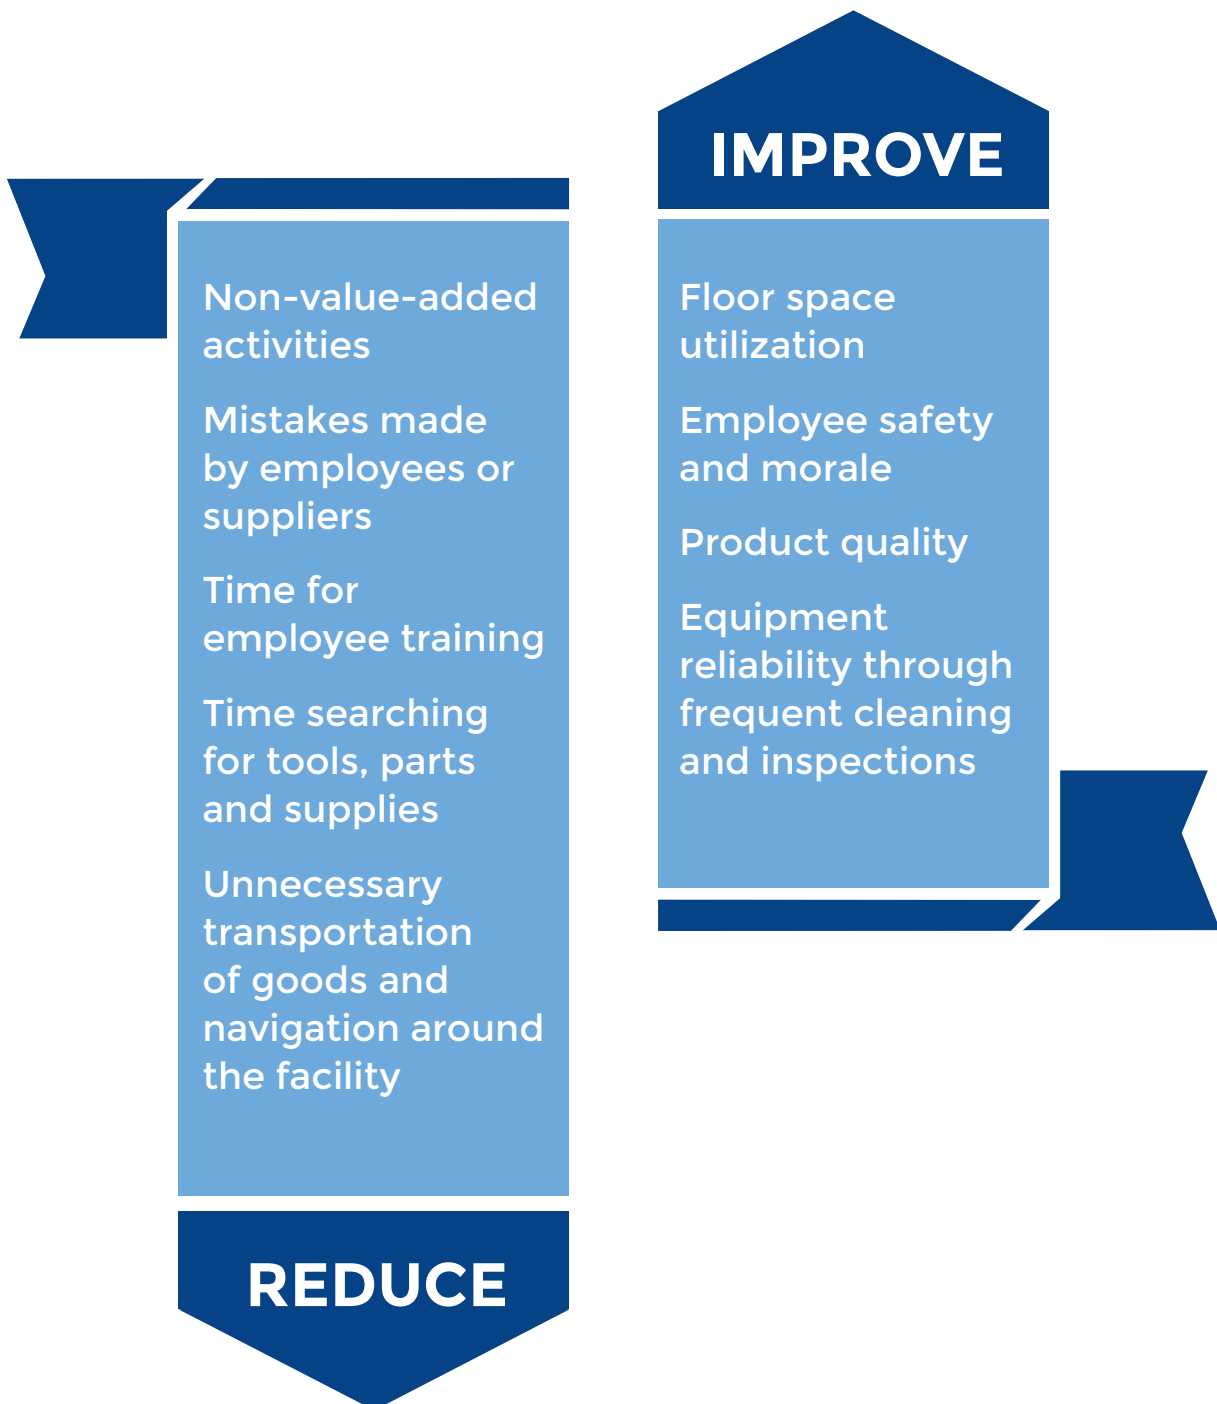 Non-value-added
activities
Mistakes made
by employees or
suppliers
Time for
employee training
Time searching
for tools, parts
and supplies
Unnecessary
transportation
of goods and
navigation around
the facility
REDUCE
IMPROVE
Floor space
utilization
Employee safety
and morale
Product quality
Equipment
reliability through
frequent cleaning
and inspections